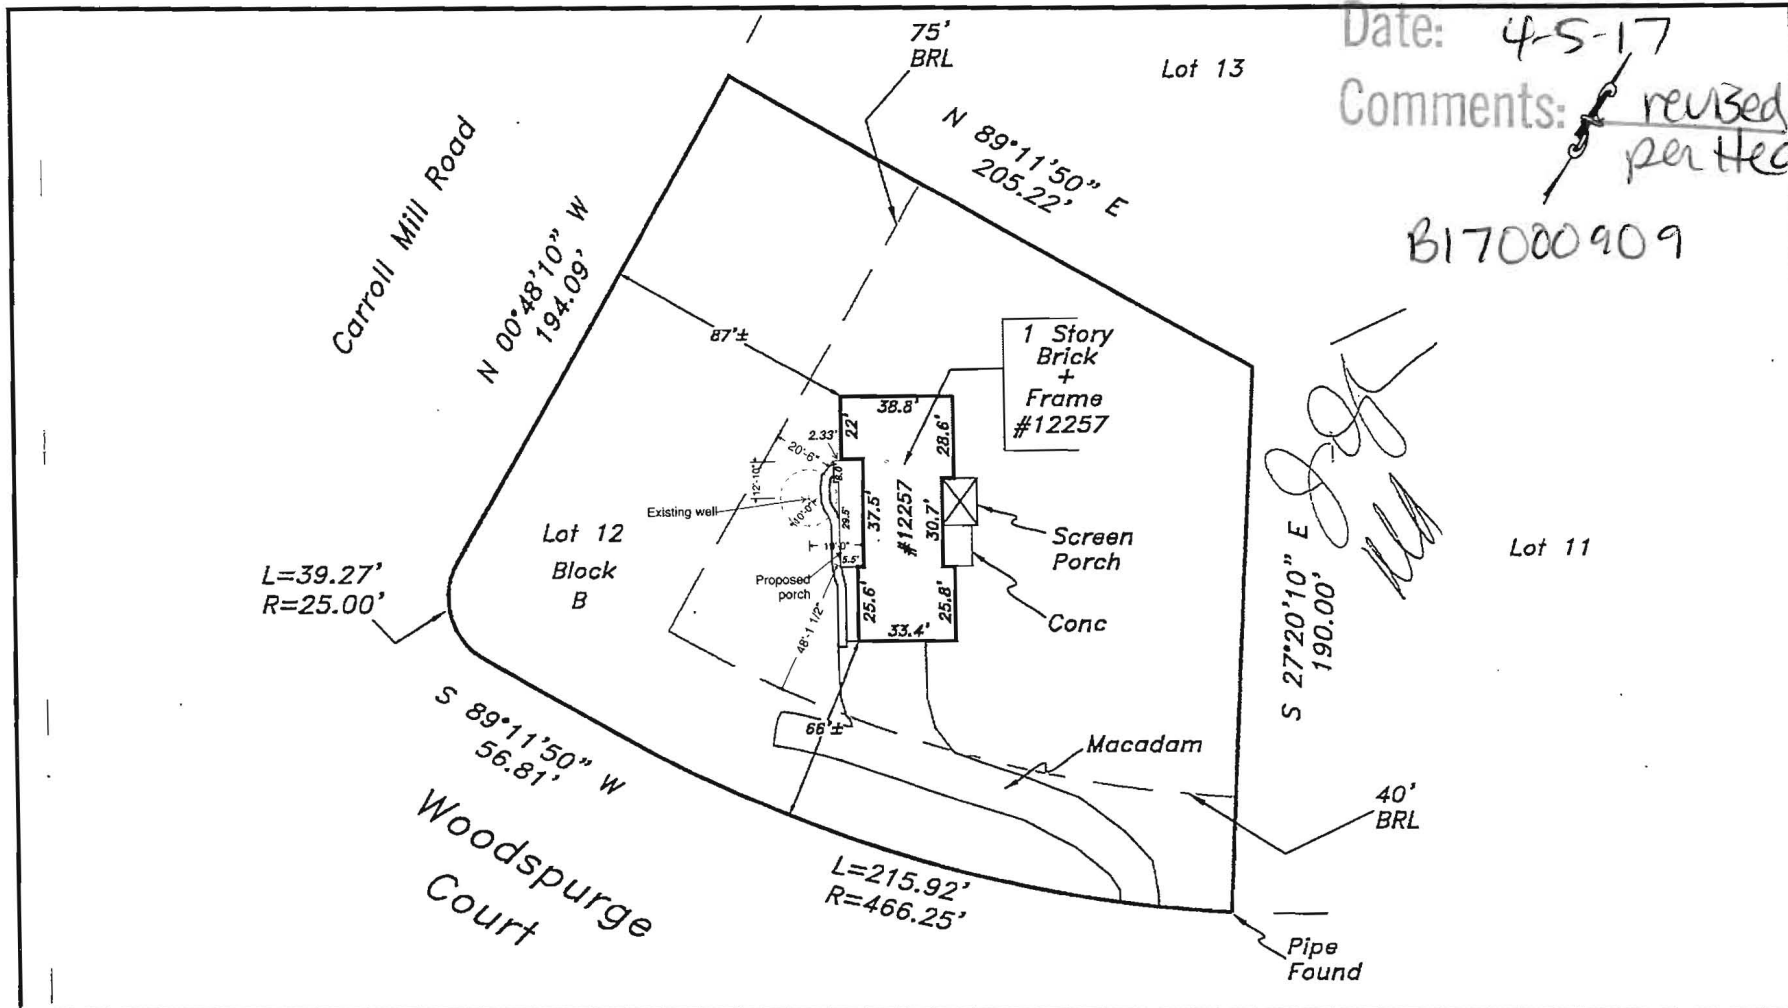 Date: 4-5-17
Comments: revised
per
B17000909
75'
BRL
Lot 13
N 89°11'50" E
205.22'
Carroll Mill Road
N 00°48'10" W
194.09'
87'±
1 Story
Brick
+
Frame
#12257
38.8'
22'
28.6'
2.33'
20'-6"
12'-10"
Existing well
10'-0"
29.5'
37.5'
#12257
30.7'
19'-0"
5.5'
Screen
Porch
Lot 12
Block
B
Proposed
porch
L=39.27'
R=25.00'
25.6'
25.8'
33.4'
Conc
48'-1 1/2"
S 27°20'10" E
190.00'
Lot 11
S 89°11'50" W
56.81'
66'±
Macadam
40'
BRL
Woodspurge
Court
L=215.92'
R=466.25'
Pipe
Found